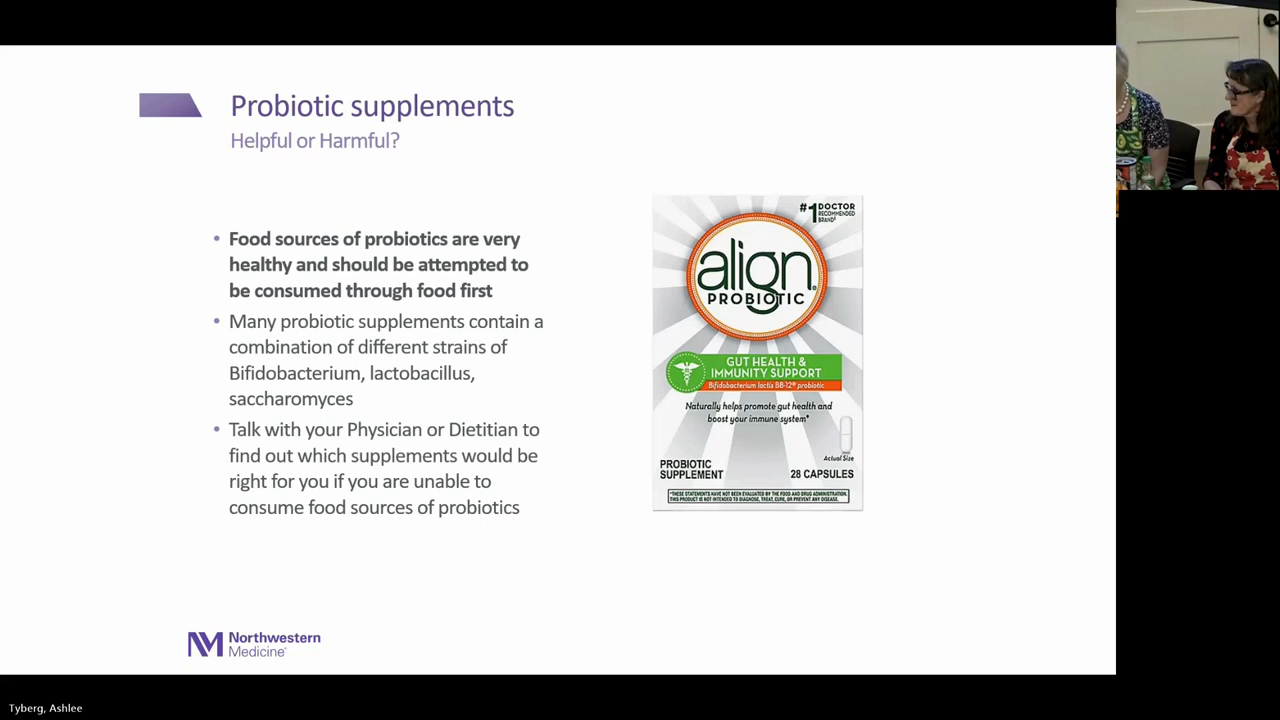 Probiotic supplements
Helpful or Harmful?
• Food sources of probiotics are very
healthy and should be attempted to
be consumed through food first
• Many probiotic supplements contain a
combination of different strains of
Bifidobacterium, lactobacillus,
saccharomyces
• Talk with your Physician or Dietitian to
find out which supplements would be
right for you if you are unable to
consume food sources of probiotics
#1 DOCTOR
RECOMMENDED
BRAND‡
align®
PROBIOTIC
GUT HEALTH &
IMMUNITY SUPPORT
Bifidobacterium lactis BB-12® probiotic
Naturally helps promote gut health and
boost your immune system*
Actual Size
PROBIOTIC
SUPPLEMENT
28 CAPSULES
*THESE STATEMENTS HAVE NOT BEEN EVALUATED BY THE FOOD AND DRUG ADMINISTRATION.
THIS PRODUCT IS NOT INTENDED TO DIAGNOSE, TREAT, CURE, OR PREVENT ANY DISEASE.
NM Northwestern
Medicine®
Tyberg, Ashlee